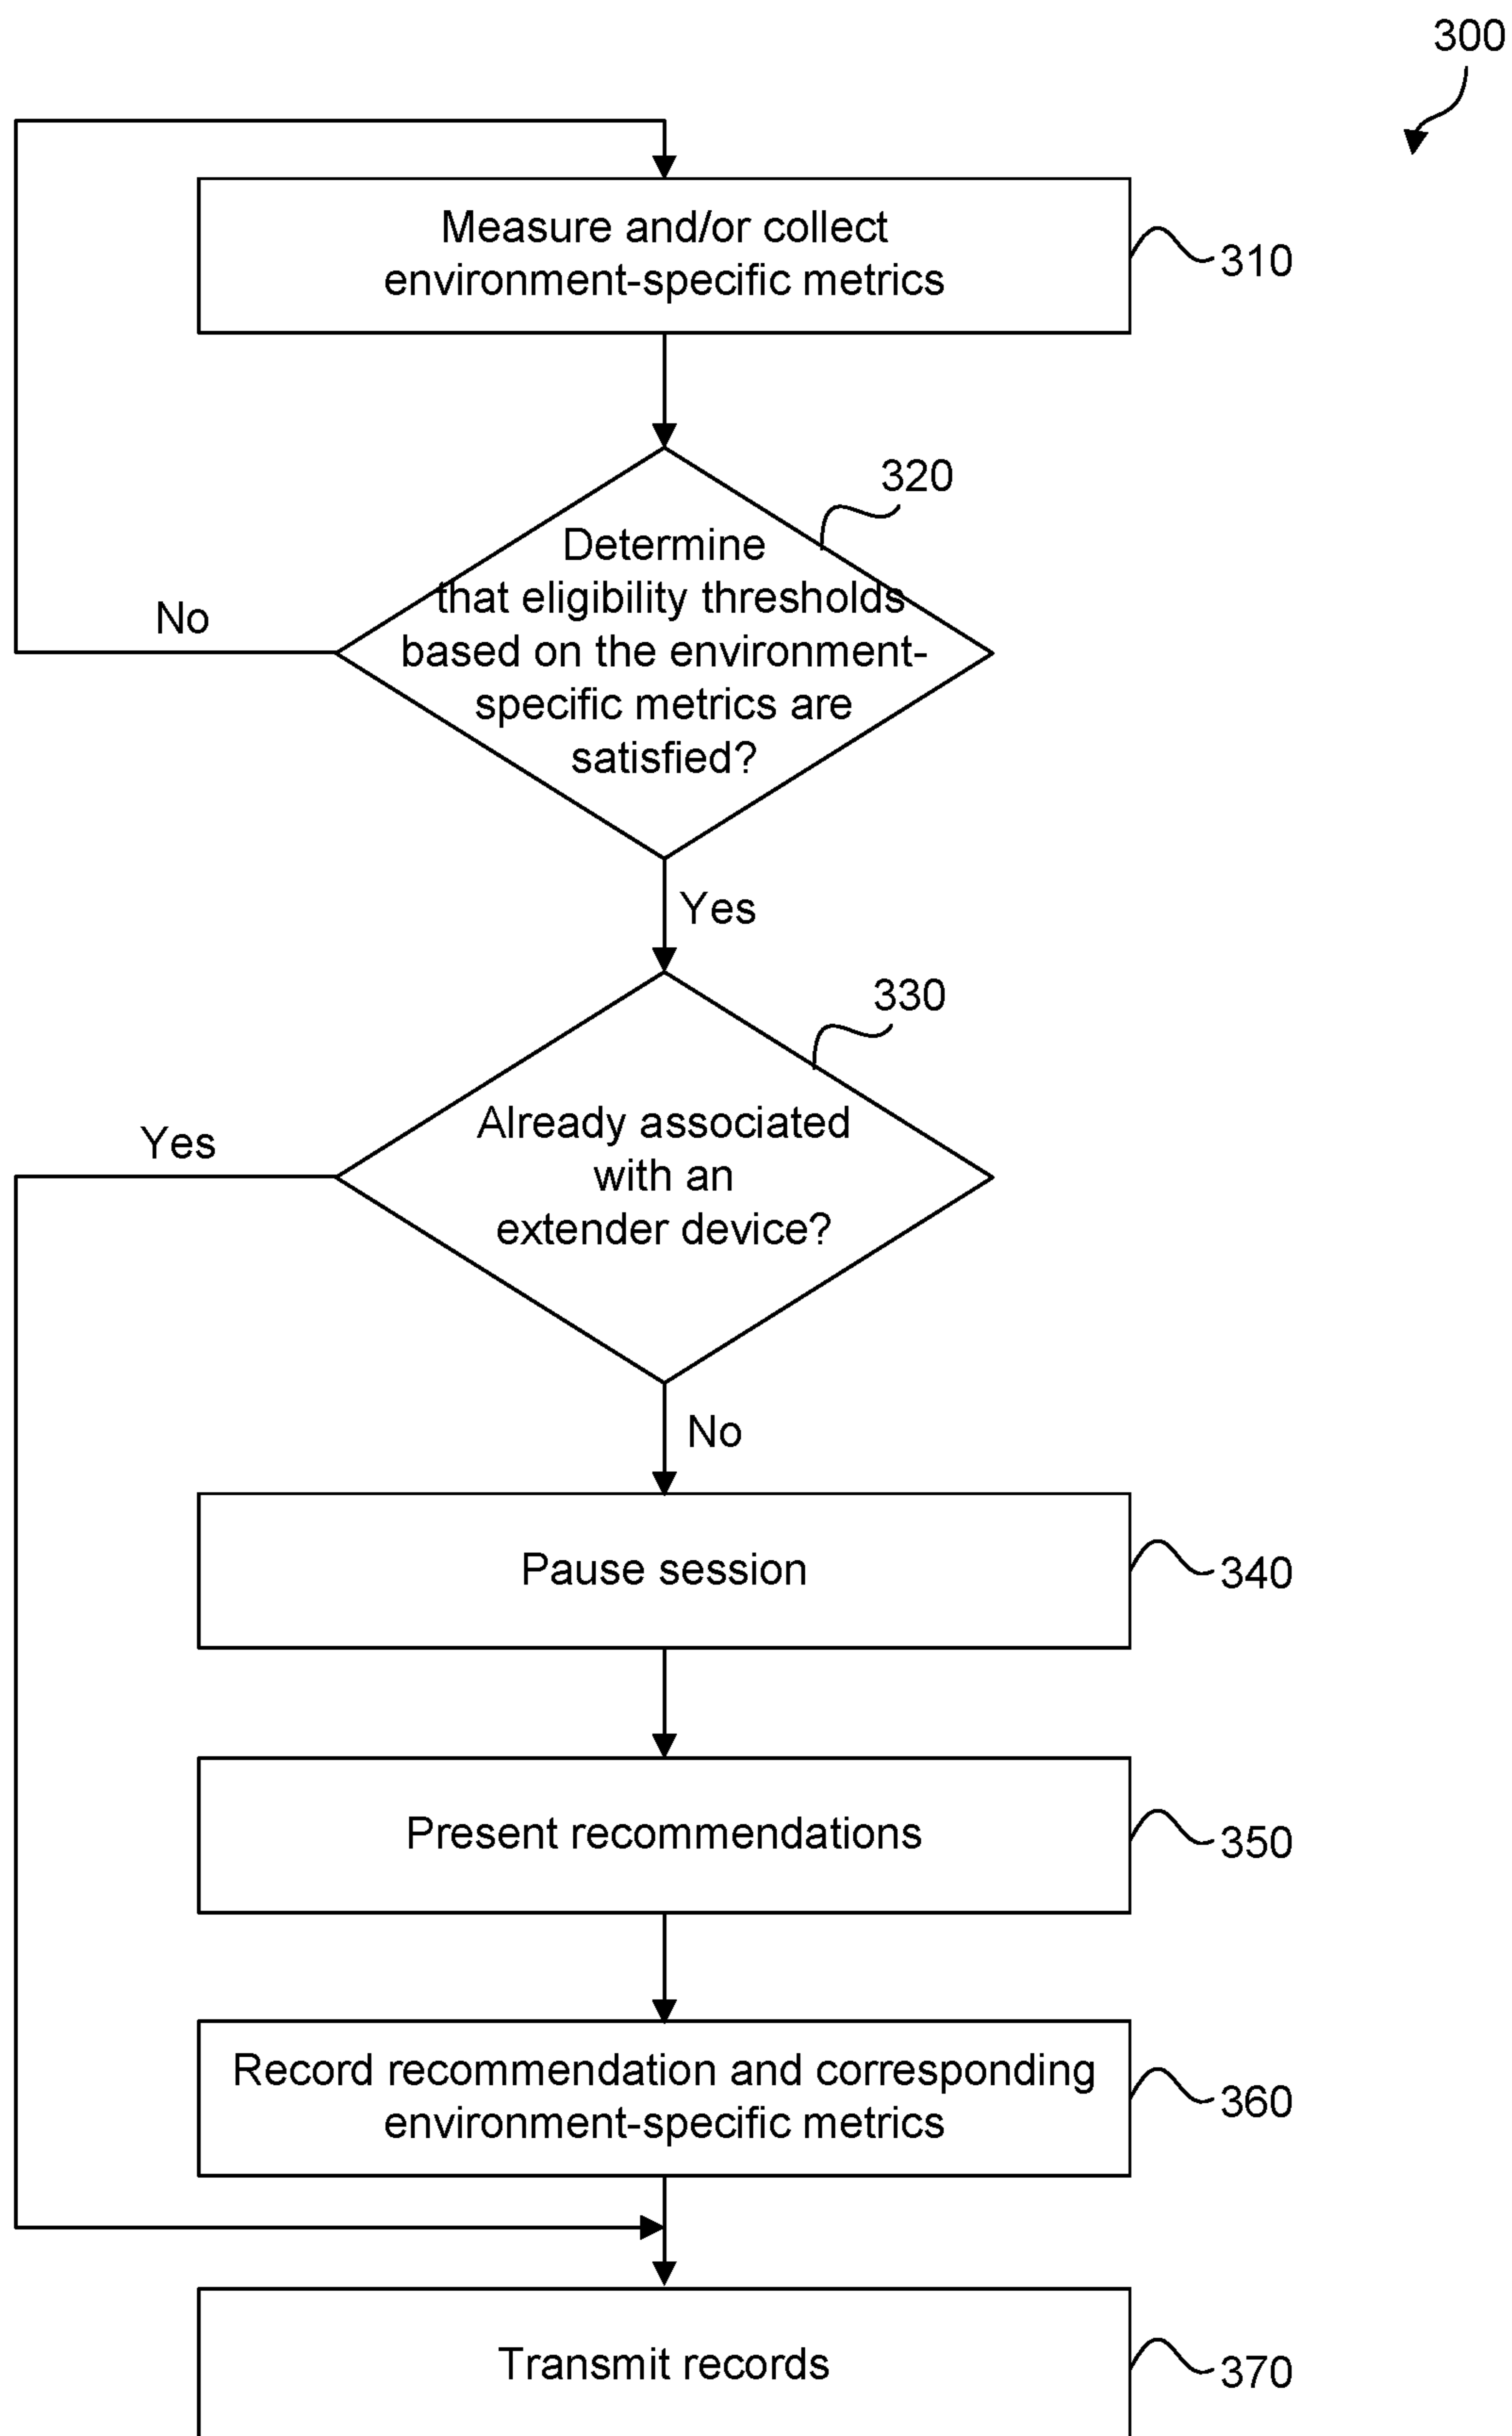 300
Measure and/or collect
environment-specific metrics
310
320
Determine
that eligibility thresholds
based on the environment-
specific metrics are
satisfied?
No
Yes
330
Already associated
with an
extender device?
Yes
No
Pause session
340
Present recommendations
350
Record recommendation and corresponding
environment-specific metrics
360
Transmit records
370